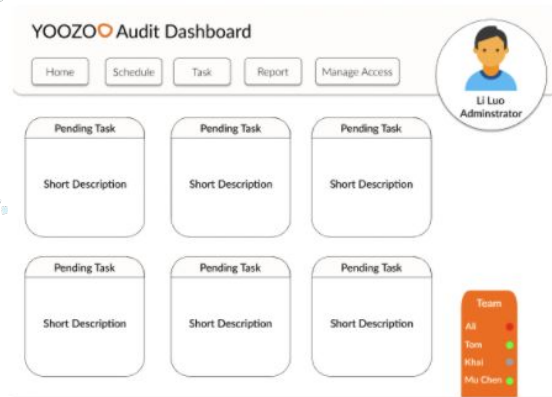 YOOZOO Audit Dashboard
Home Schedule Task Report Manage Access
Li Luo
Adminstrator
Pending Task Pending Task Pending Task
Short Description Short Description Short Description
Pending Task Pending Task Pending Task
Short Description Short Description Short Description
Team
Ali
Tom
Khai
Mu Chen